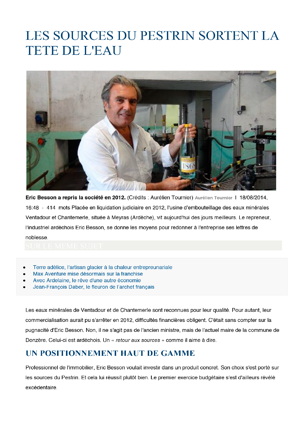 LES SOURCES DU PESTRIN SORTENT LA
TETE DE L'EAU
Eric Besson a repris la société en 2012. (Crédits : Aurélien Tournier) Aurélien Tournier I 18/08/2014,
16:48 - 414 mots Placée en liquidation judiciaire en 2012, l'usine d'embouteillage des eaux minérales
Ventadour et Chantemerle, située à Meyras (Ardèche), vit aujourd'hui des jours meilleurs. Le repreneur,
l'industriel ardéchois Eric Besson, se donne les moyens pour redonner à l'entreprise ses lettres de
noblesse.
Terre adélice, l'artisan glacier à la chaleur entrepreunariale
Max Aventure mise désormais sur la franchise
Avec Ardelaine, le rêve d'une autre économie
Jean-François Daber, le fleuron de l'archet français
Les eaux minérales de Ventadour et de Chantemerle sont reconnues pour leur qualité. Pour autant, leur
commercialisation aurait pu s'arrêter en 2012, difficultés financières obligent. C'était sans compter sur la
pugnacité d'Eric Besson. Non, il ne s'agit pas de l'ancien ministre, mais de l'actuel maire de la commune de
Donzère. Celui-ci est ardéchois. Un « retour aux sources » comme il aime à dire.
UN POSITIONNEMENT HAUT DE GAMME
Professionnel de l'immobilier, Eric Besson voulait investir dans un produit concret. Son choix s'est porté sur
les sources du Pestrin. Et cela lui réussit plutôt bien. Le premier exercice budgétaire s'est d'ailleurs révélé
excédentaire.